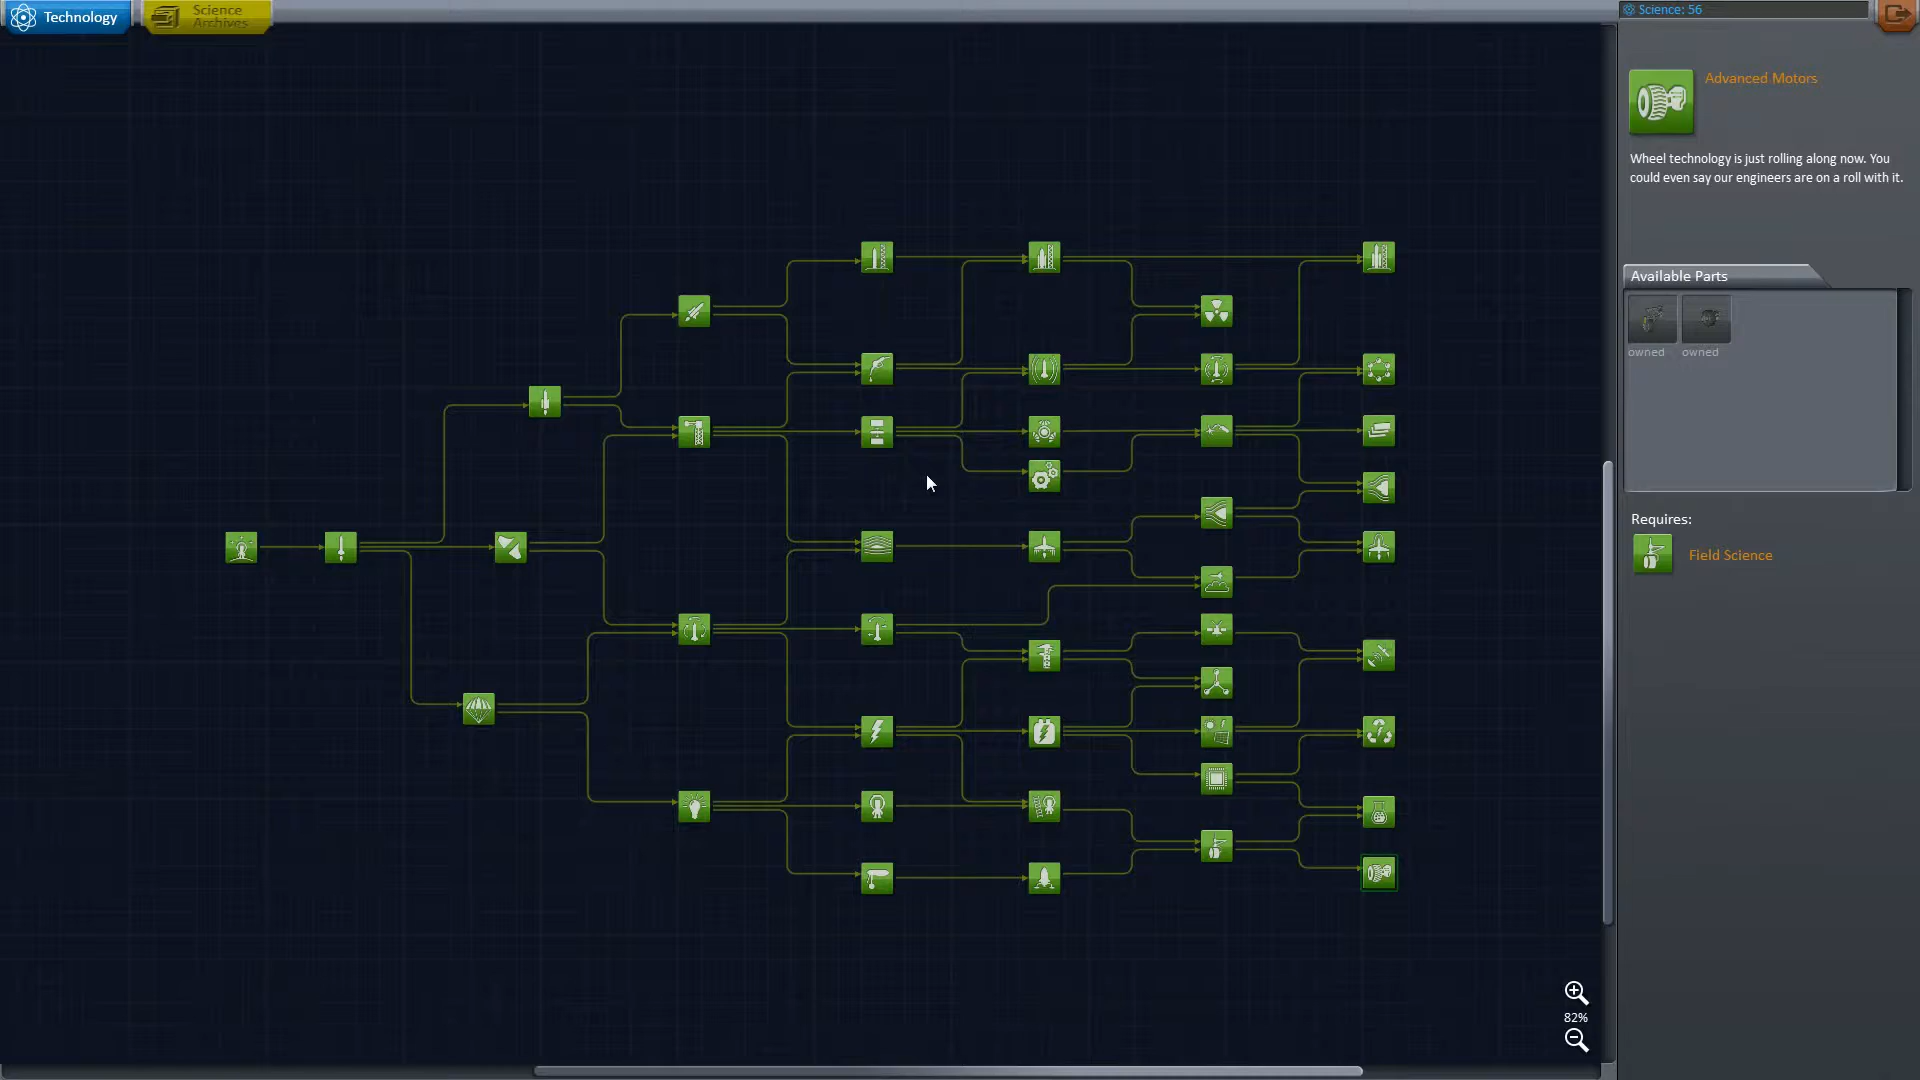 Technology
Science Archives
Science: 56
Advanced Motors
Wheel technology is just rolling along now. You
could even say our engineers are on a roll with it.
Available Parts
owned owned
Requires:
Field Science
82%